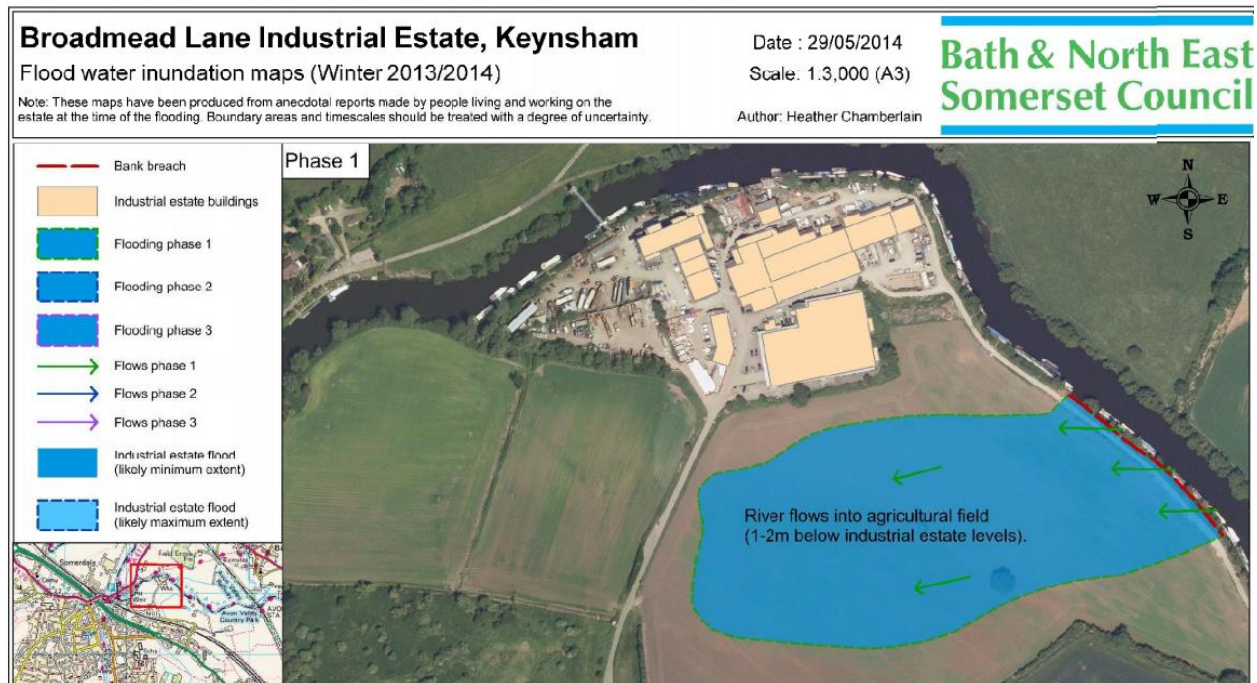 Broadmead Lane Industrial Estate, Keynsham
Flood water inundation maps (Winter 2013/2014)
Note: These maps have been produced from anecdotal reports made by people living and working on the
estate at the time of the flooding. Boundary areas and timescales should be treated with a degree of uncertainty.
Date : 29/05/2014
Scale: 1:3,000 (A3)
Author: Heather Chamberlain
Bath & North East
Somerset Council
Bank breach
Industrial estate buildings
Flooding phase 1
Flooding phase 2
Flooding phase 3
Flows phase 1
Flows phase 2
Flows phase 3
Industrial estate flood
(likely minimum extent)
Industrial estate flood
(likely maximum extent)
Phase 1
N
W E
S
River flows into agricultural field
(1-2m below industrial estate levels).
Somerdale
Avon Valley
Country Park